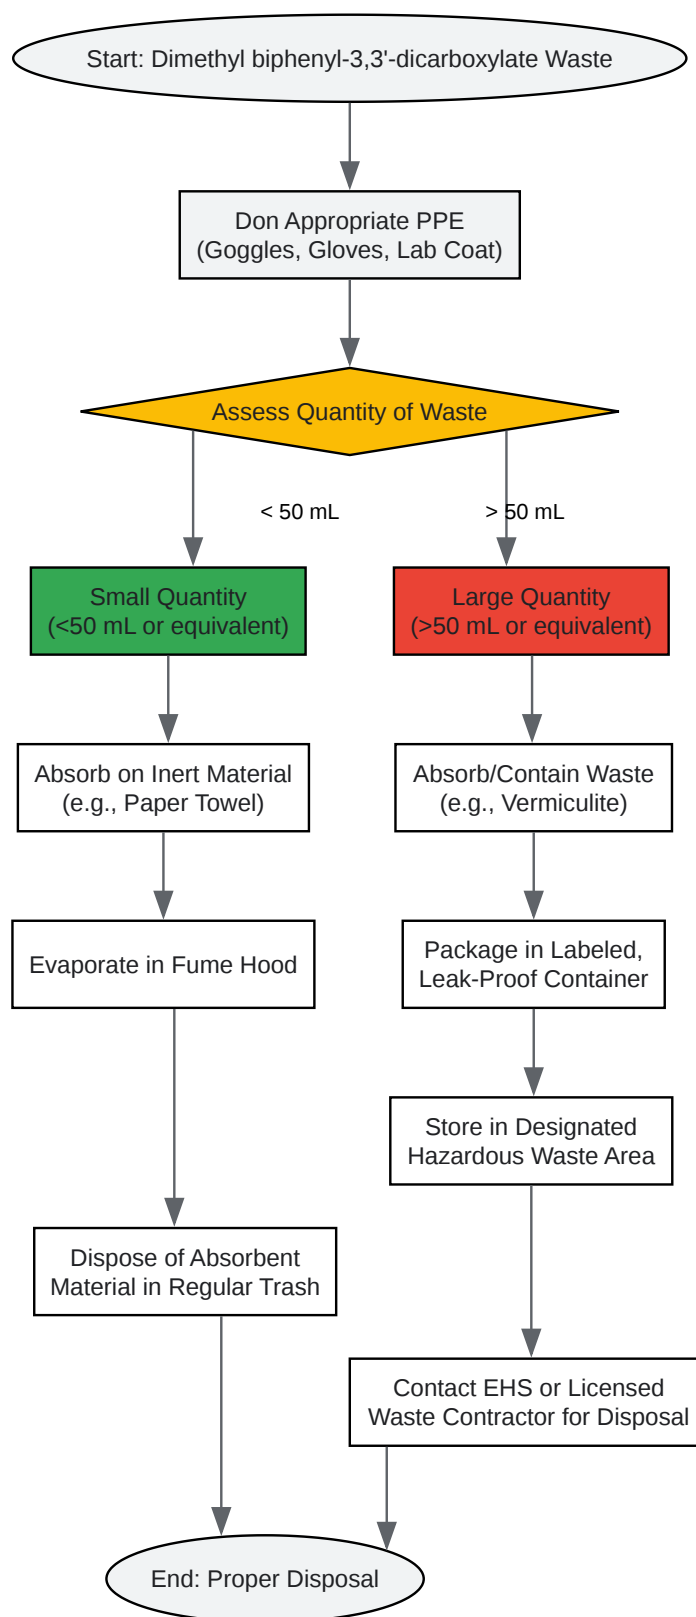 Start: Dimethyl biphenyl-3,3'-dicarboxylate Waste
Don Appropriate PPE
(Goggles, Gloves, Lab Coat)
Assess Quantity of Waste
< 50 mL
> 50 mL
Small Quantity
(<50 mL or equivalent)
Large Quantity
(>50 mL or equivalent)
Absorb on Inert Material
(e.g., Paper Towel)
Absorb/Contain Waste
(e.g., Vermiculite)
Evaporate in Fume Hood
Package in Labeled,
Leak-Proof Container
Store in Designated
Hazardous Waste Area
Dispose of Absorbent
Material in Regular Trash
Contact EHS or Licensed
Waste Contractor for Disposal
End: Proper Disposal